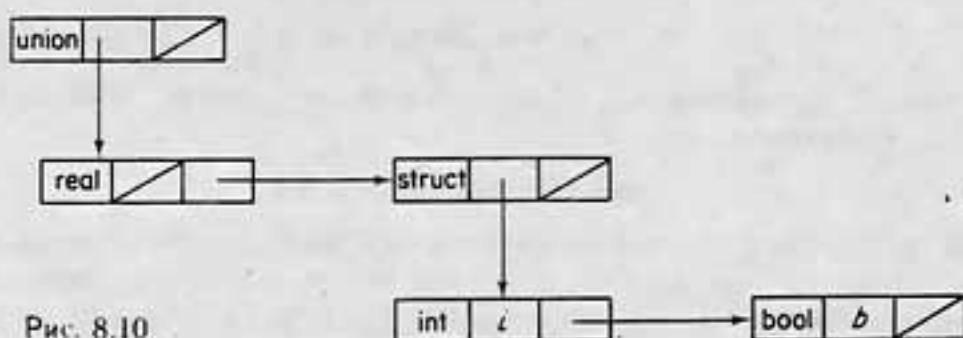 union
real struct
Рис. 8.10 int i bool b